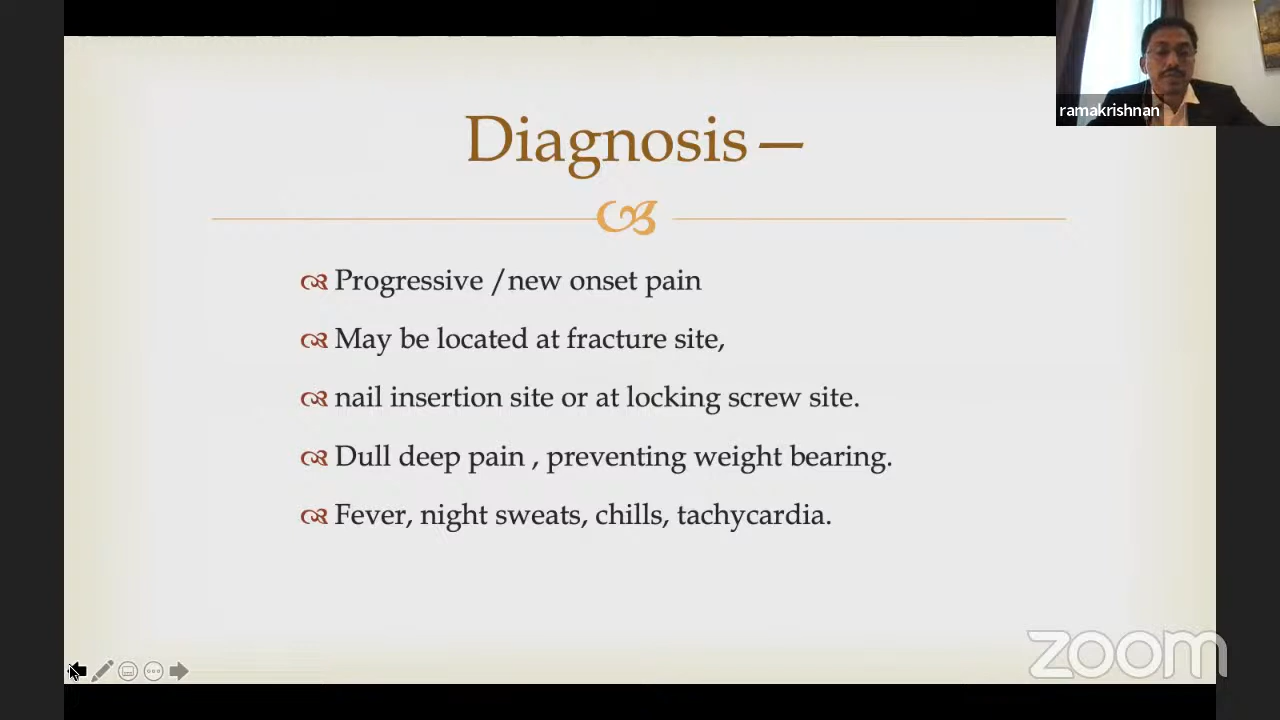 ramakrishnan
Diagnosis—
Progressive /new onset pain
May be located at fracture site,
nail insertion site or at locking screw site.
Dull deep pain , preventing weight bearing.
Fever, night sweats, chills, tachycardia.
zoom